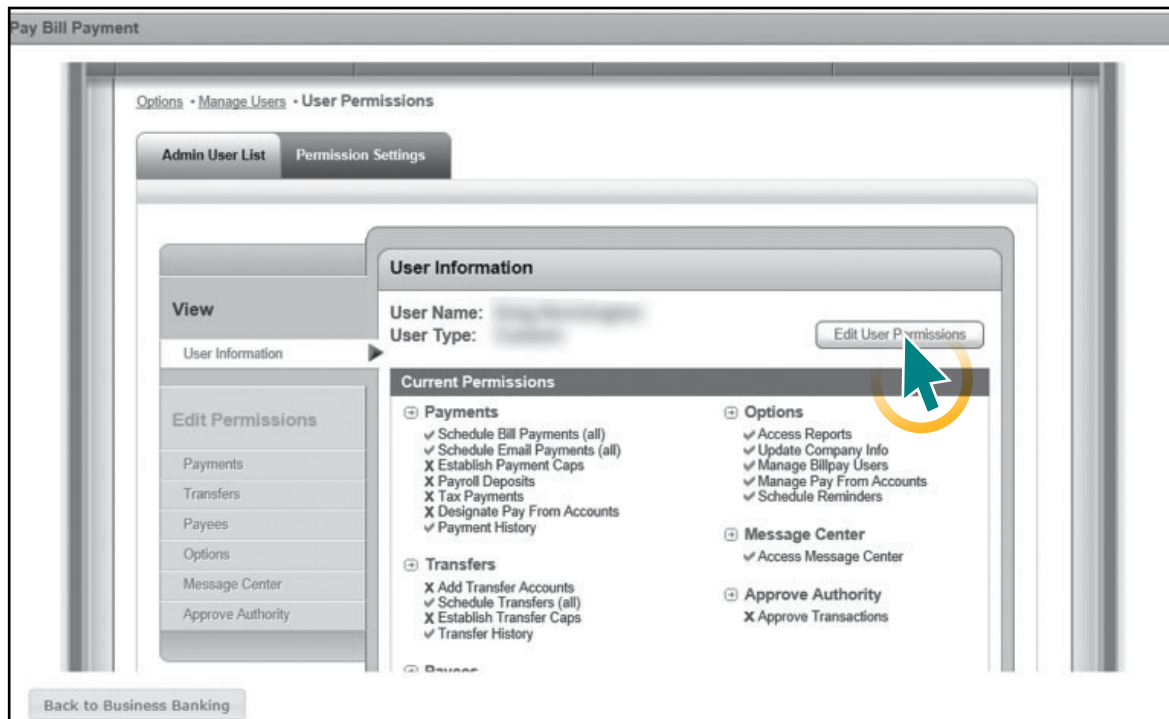 Pay Bill Payment
Options • Manage Users • User Permissions
Admin User List
Permission Settings
View
User Information
Edit Permissions
Payments
Transfers
Payees
Options
Message Center
Approve Authority
User Information
User Name:
User Type:
Edit User Permissions
Current Permissions
Payments
Schedule Bill Payments (all)
Schedule Email Payments (all)
X Establish Payment Caps
X Payroll Deposits
X Tax Payments
X Designate Pay From Accounts
Payment History
Transfers
X Add Transfer Accounts
Schedule Transfers (all)
X Establish Transfer Caps
Transfer History
Options
Access Reports
Update Company Info
Manage Billpay Users
Manage Pay From Accounts
Schedule Reminders
Message Center
Access Message Center
Approve Authority
X Approve Transactions
Back to Business Banking